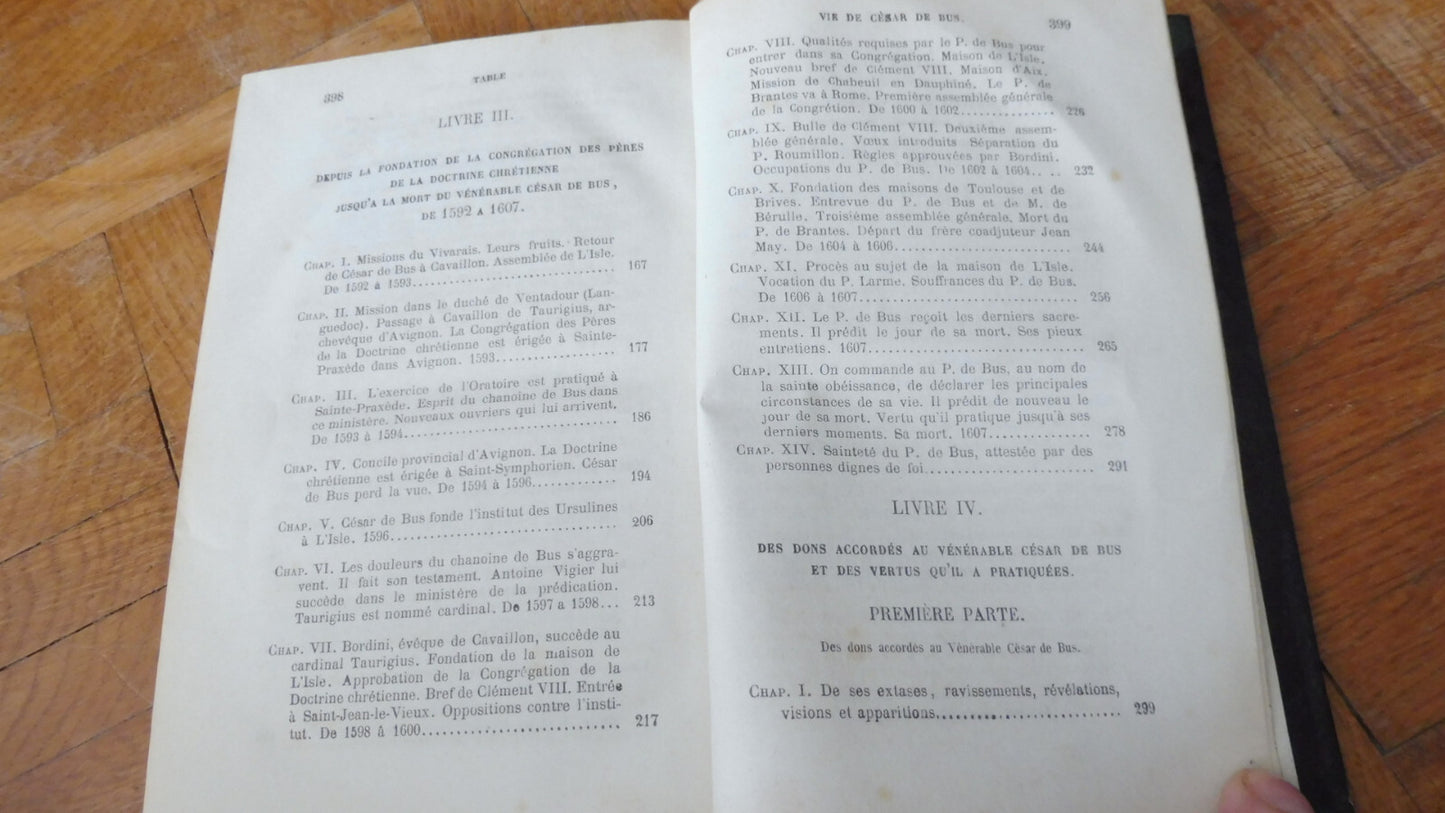 398
TABLE
LIVRE III.
DEPUIS LA FONDATION DE LA CONGRÉGATION DES PÈRES
DE LA DOCTRINE CHRÉTIENNE
JUSQU'A LA MORT DU VÉNÉRABLE CÉSAR DE BUS,
DE 1592 A 1607.
CHAP. I. Missions du Vivarais. Leurs fruits. Retour
de César de Bus à Cavaillon. Assemblée de L'Isle.
De 1592 à 1593.............................. 167
CHAP. II. Mission dans le duché de Ventadour (Lan-
guedoc). Passage à Cavaillon de Taurigius, ar-
chevêque d'Avignon. La Congrégation des Pères
de la Doctrine chrétienne est érigée à Sainte-
Praxède dans Avignon. 1593.................. 177
CHAP. III. L'exercice de l'Oratoire est pratiqué à
Sainte-Praxède. Esprit du chanoine de Bus dans
ce ministère. Nouveaux ouvriers qui lui arrivent.
De 1593 à 1594.............................. 186
CHAP. IV. Concile provincial d'Avignon. La Doctrine
chrétienne est érigée à Saint-Symphorien. César
de Bus perd la vue. De 1594 à 1596............ 194
CHAP. V. César de Bus fonde l'institut des Ursulines
à L'Isle. 1596.............................. 206
CHAP. VI. Les douleurs du chanoine de Bus s'aggra-
vent. Il fait son testament. Antoine Vigier lui
succède dans le ministère de la prédication.
Taurigius est nommé cardinal. De 1597 a 1598... 213
CHAP. VII. Bordini, évêque de Cavaillon, succède au
cardinal Taurigius. Fondation de la maison de
L'Isle. Approbation de la Congrégation de la
Doctrine chrétienne. Bref de Clément VIII. Entrée
à Saint-Jean-le-Vieux. Oppositions contre l'insti-
tut. De 1598 à 1600.............................. 217
VIE DE CÉSAR DE BUS.
399
CHAP. VIII. Qualités requises par le P. de Bus pour
entrer dans sa Congrégation. Maison de L'Isle.
Nouveau bref de Clément VIII. Maison d'Aix.
Mission de Chabeuil en Dauphiné. Le P. de
Brantes va à Rome. Première assemblée générale
de la Congrétion. De 1600 à 1602............... 226
CHAP. IX. Bulle de Clément VIII. Deuxième assem-
blée générale. Vœux introduits Séparation du
P. Roumillon. Règles approuvées par Bordini.
Occupations du P. de Bus. De 1602 à 1604.. .. 232
CHAP. X. Fondation des maisons de Toulouse et de
Brives. Entrevue du P. de Bus et de M. de
Bérulle. Troisième assemblée générale. Mort du
P. de Brantes. Départ du frère coadjuteur Jean
May. De 1604 à 1606.......................... 244
CHAP. XI. Procès au sujet de la maison de L'Isle.
Vocation du P. Larme. Souffrances du P. de Bus.
De 1606 à 1607.............................. 256
CHAP. XII. Le P. de Bus reçoit les derniers sacre-
ments. Il prédit le jour de sa mort. Ses pieux
entretiens. 1607.............................. 265
CHAP. XIII. On commande au P. de Bus, au nom de
la sainte obéissance, de déclarer les principales
circonstances de sa vie. Il prédit de nouveau le
jour de sa mort. Vertu qu'il pratique jusqu'à ses
derniers moments. Sa mort. 1607.............. 278
CHAP. XIV. Sainteté du P. de Bus, attestée par des
personnes dignes de foi........................ 291
LIVRE IV.
DES DONS ACCORDÉS AU VÉNÉRABLE CÉSAR DE BUS
ET DES VERTUS QU'IL A PRATIQUÉES.
PREMIÈRE PARTE.
Des dons accordés au Vénérable César de Bus.
CHAP. I. De ses extases, ravissements, révélations,
visions et apparitions.......................... 299